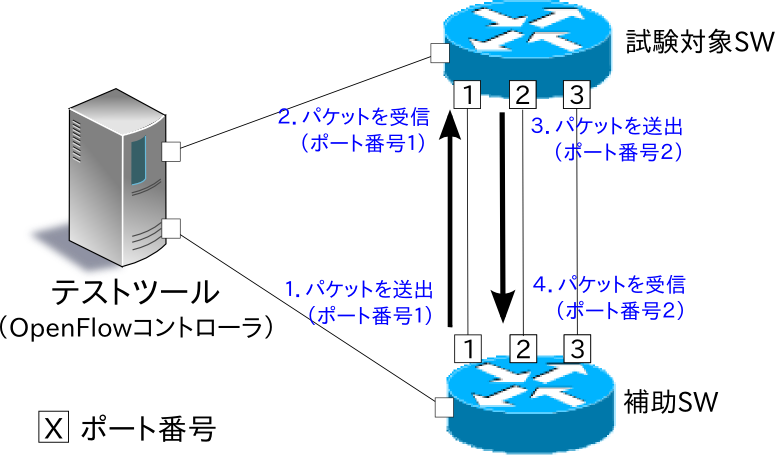 試験対象SW
1
2
3
2. パケットを受信
(ポート番号1)
3. パケットを送出
(ポート番号2)
テストツール
(OpenFlowコントローラ)
1. パケットを送出
(ポート番号1)
4. パケットを受信
(ポート番号2)
1
2
3
補助SW
X ポート番号